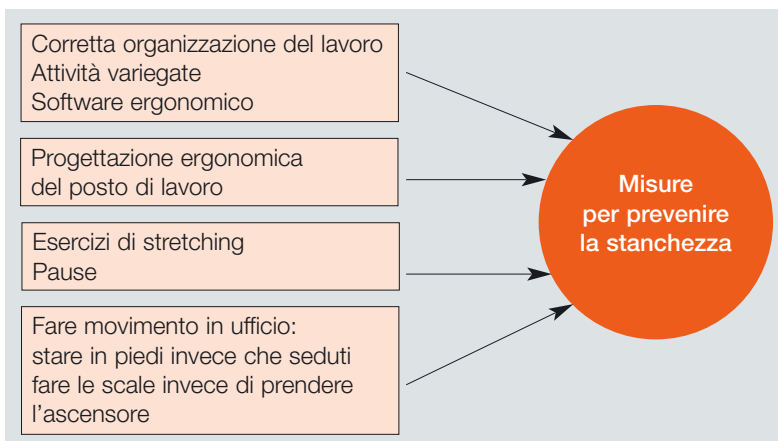 Corretta organizzazione del lavoro
Attività variegate
Software ergonomico
Progettazione ergonomica
del posto di lavoro
Esercizi di stretching
Pause
Fare movimento in ufficio:
stare in piedi invece che seduti
fare le scale invece di prendere
l’ascensore
Misure
per prevenire
la stanchezza